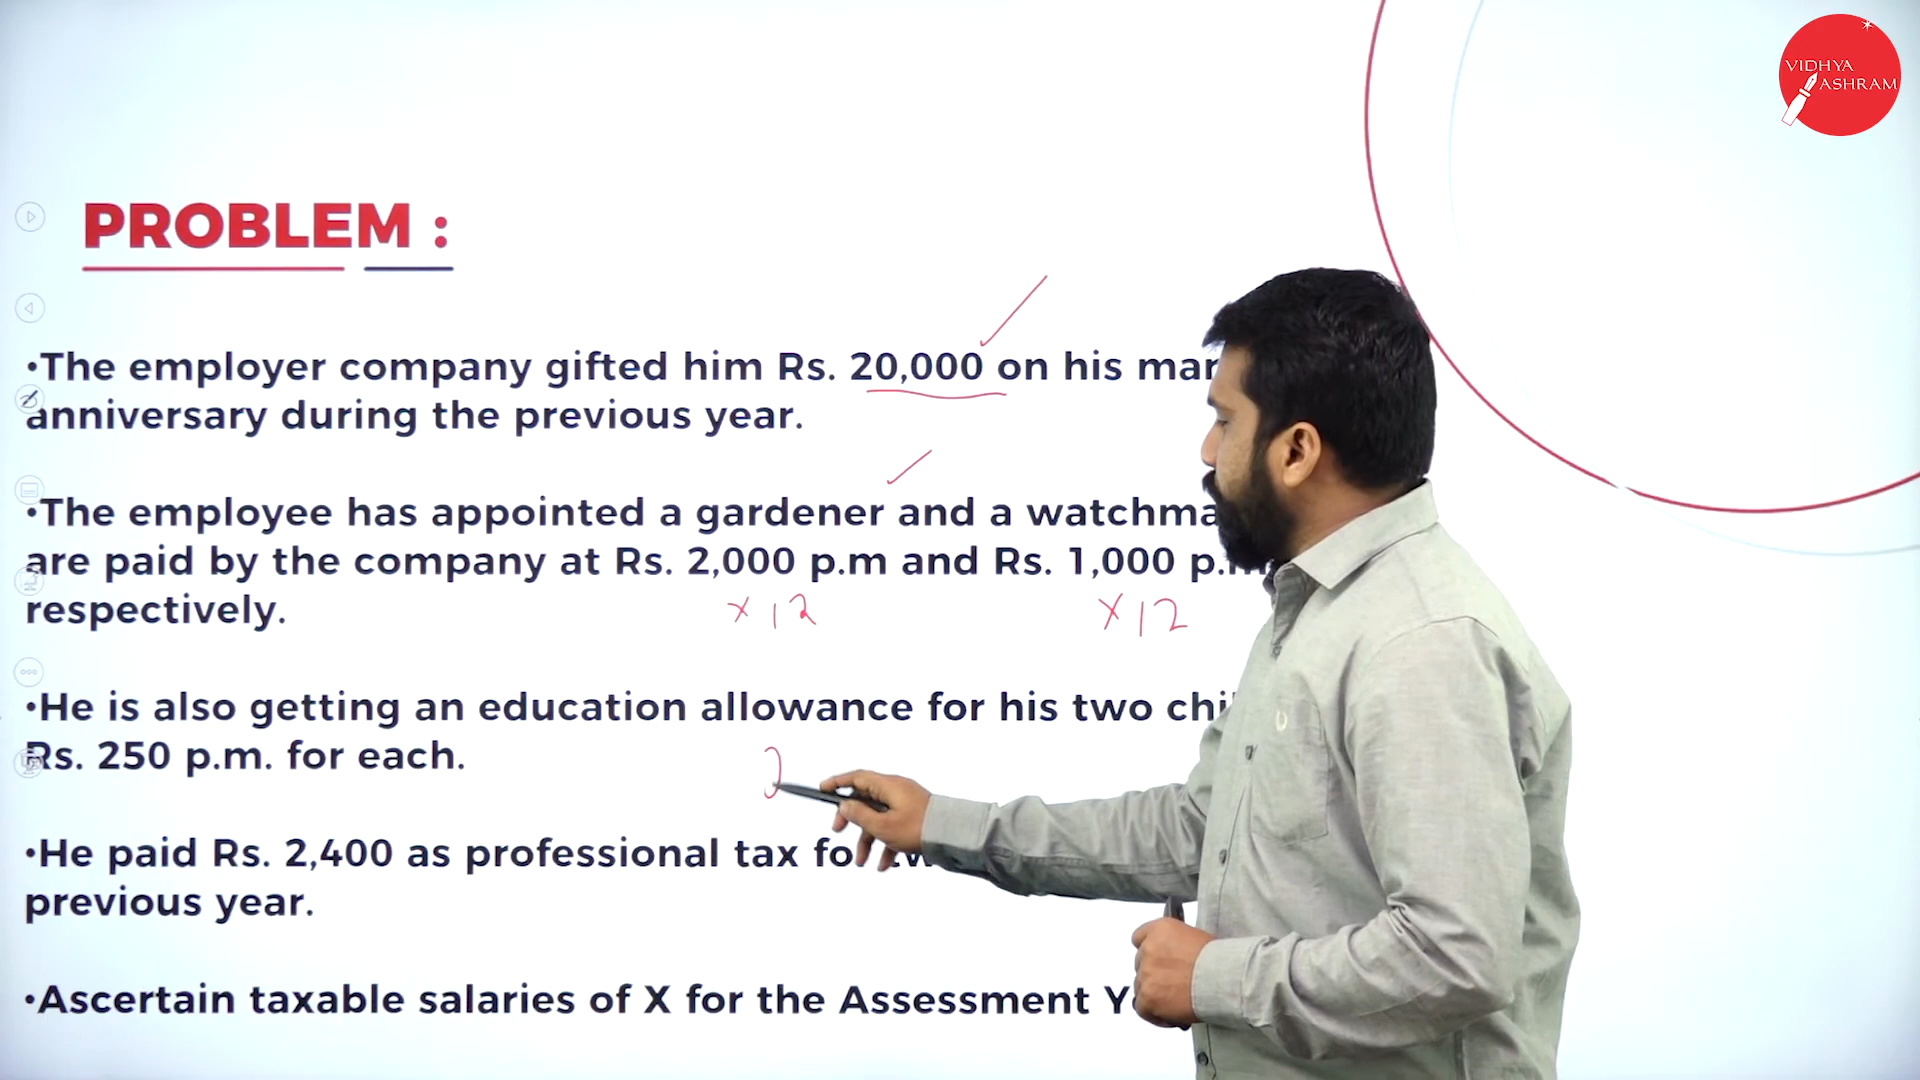 VIDHYA
ASHRAM
PROBLEM :
•The employer company gifted him Rs. 20,000 on his mar
anniversary during the previous year.
•The employee has appointed a gardener and a watchma
are paid by the company at Rs. 2,000 p.m and Rs. 1,000 p.m
respectively.
x 12 x 12
•He is also getting an education allowance for his two chi
Rs. 250 p.m. for each.
2
•He paid Rs. 2,400 as professional tax for tw
previous year.
•Ascertain taxable salaries of X for the Assessment Y